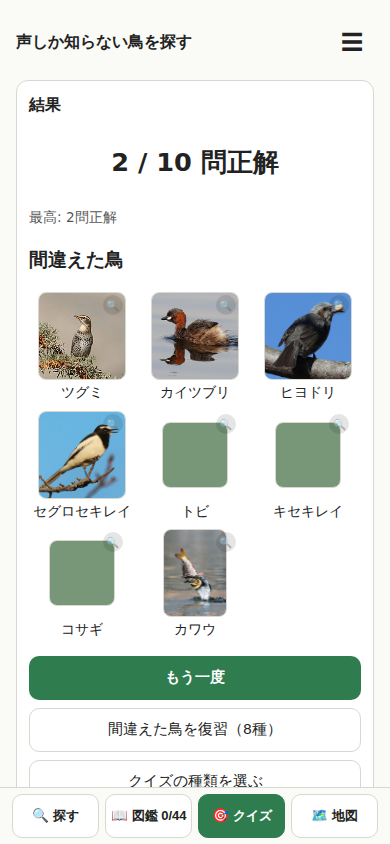 声しか知らない鳥を探す
結果
2 / 10 問正解
最高: 2問正解
間違えた鳥
ツグミ
カイツブリ
ヒヨドリ
セグロセキレイ
トビ
キセキレイ
コサギ
カワウ
もう一度
間違えた鳥を復習（8種）
クイズの種類を選ぶ
探す
図鑑 0/44
クイズ
地図